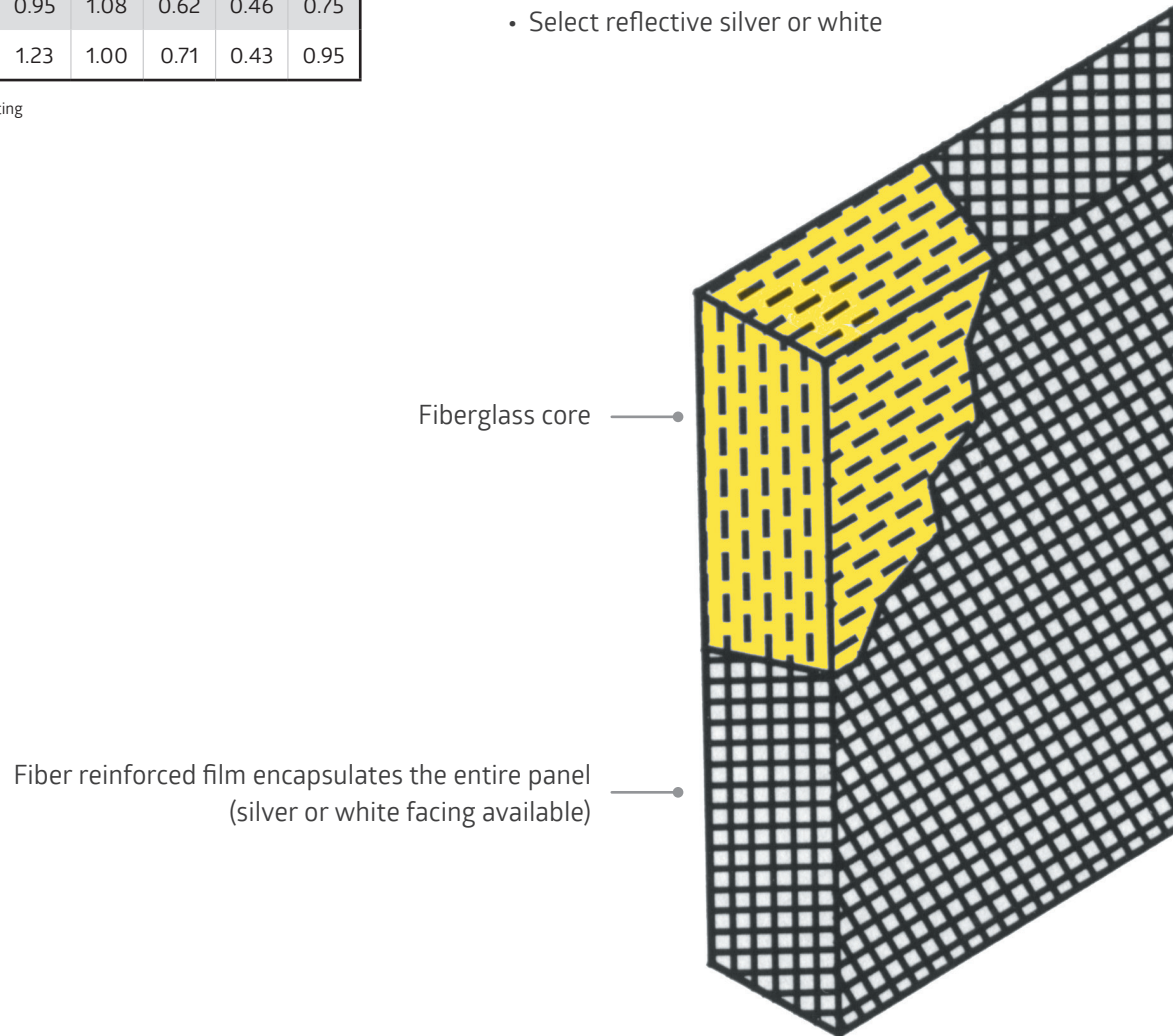 0.95 1.08 0.62 0.46 0.75
1.23 1.00 0.71 0.43 0.95
• Select reflective silver or white
Fiberglass core
Fiber reinforced film encapsulates the entire panel
(silver or white facing available)